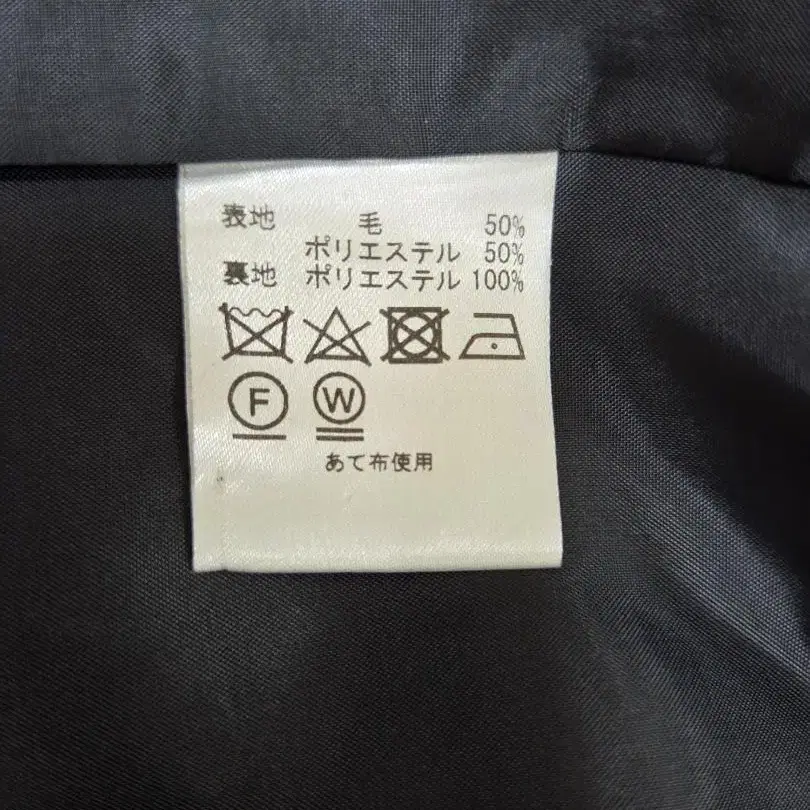 表地 毛 50%
ポリエステル 50%
裏地 ポリエステル 100%
F W
あて布使用